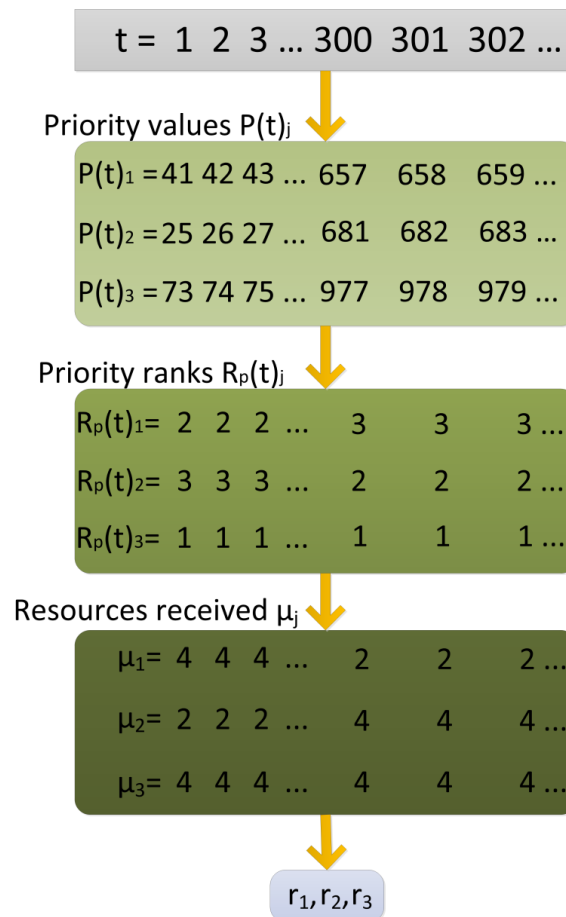 t = 1 2 3 ... 300 301 302 ...
Priority values P(t)j
P(t)1 = 41 42 43 ... 657 658 659 ...
P(t)2 = 25 26 27 ... 681 682 683 ...
P(t)3 = 73 74 75 ... 977 978 979 ...
Priority ranks Rp(t)j
Rp(t)1= 2 2 2 ... 3 3 3 ...
Rp(t)2= 3 3 3 ... 2 2 2 ...
Rp(t)3= 1 1 1 ... 1 1 1 ...
Resources received μj
μ1= 4 4 4 ... 2 2 2 ...
μ2= 2 2 2 ... 4 4 4 ...
μ3= 4 4 4 ... 4 4 4 ...
r1,r2,r3